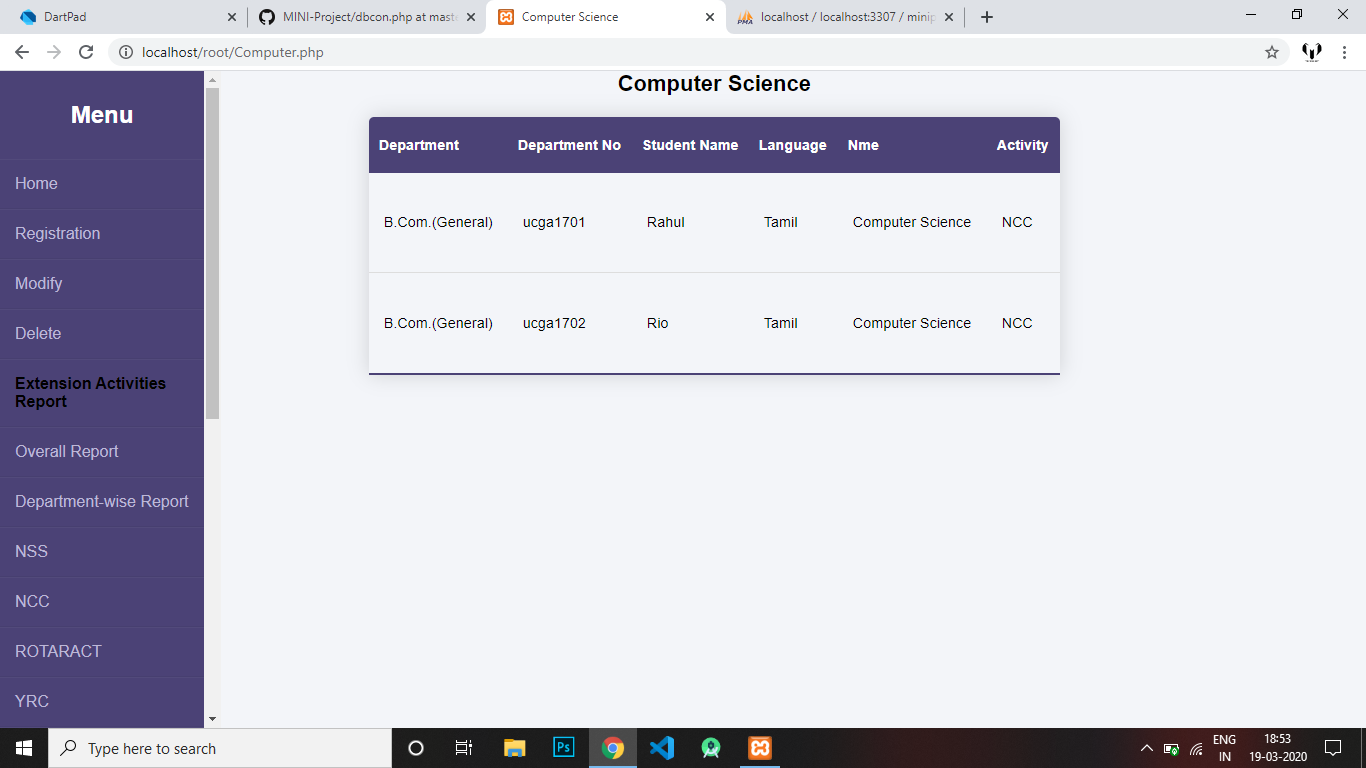 DartPad
MINI-Project/dbcon.php at maste
Computer Science
localhost / localhost:3307 / minip
localhost/root/Computer.php
Menu
Home
Registration
Modify
Delete
Extension Activities
Report
Overall Report
Department-wise Report
NSS
NCC
ROTARACT
YRC
Computer Science
Department Department No Student Name Language Nme Activity
B.Com.(General) ucga1701 Rahul Tamil Computer Science NCC
B.Com.(General) ucga1702 Rio Tamil Computer Science NCC
Type here to search
Ps
ENG
IN
18:53
19-03-2020